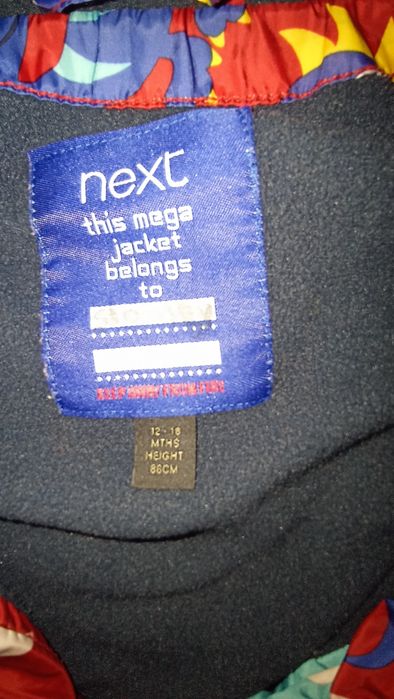 next
this mega
jacket
belongs
to
12-18
MTHS
HEIGHT
86CM